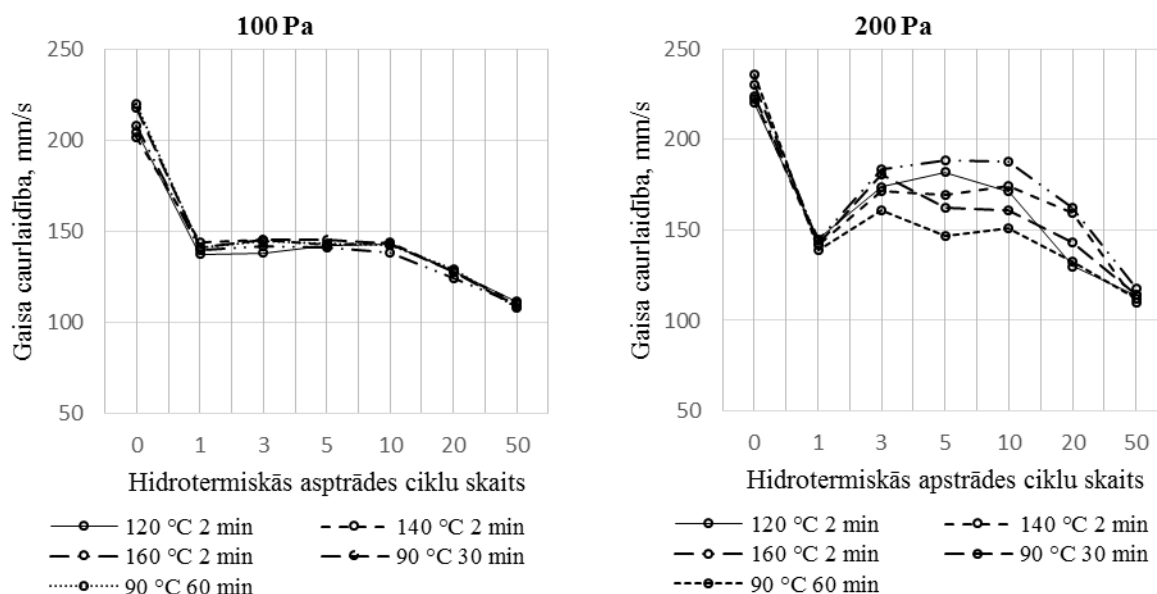 100 Pa
250
200
150
100
50
Gaisa caurlaidība, mm/s
0 1 3 5 10 20 50
Hidrotermiskās asptrādes ciklu skaits
120 °C 2 min 140 °C 2 min
160 °C 2 min 90 °C 30 min
90 °C 60 min
200 Pa
250
200
150
100
50
Gaisa caurlaidība, mm/s
0 1 3 5 10 20 50
Hidrotermiskās apstrādes ciklu skaits
120 °C 2 min 140 °C 2 min
160 °C 2 min 90 °C 30 min
90 °C 60 min